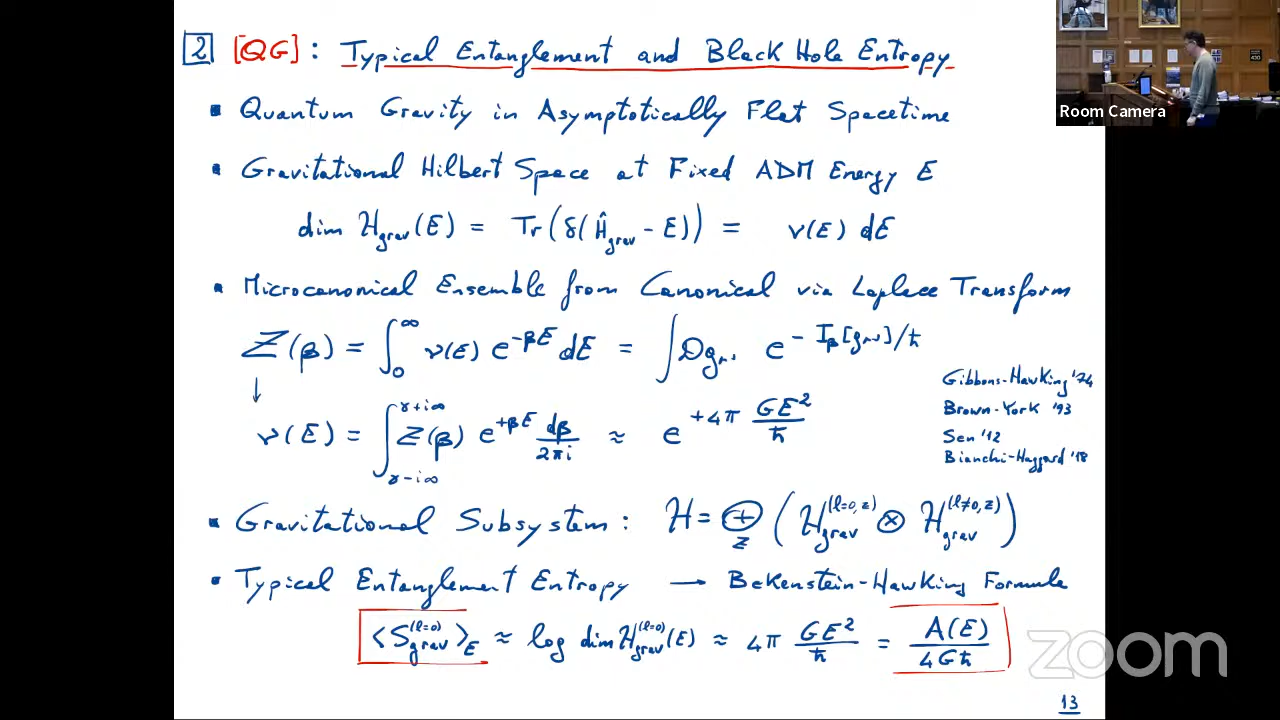 2 [QG] : Typical Entanglement and Black Hole Entropy
▪ Quantum Gravity in Asymptotically Flat Spacetime
▪ Gravitational Hilbert Space at Fixed ADM Energy E
dim H_grav(E) = Tr(δ(Ĥ_grav − E)) = ν(E) dE
▪ Microcanonical Ensemble from Canonical via Laplace Transform
Z(β) = ∫_0^∞ ν(E) e^{−βE} dE = ∫ Dg_μν e^{−I_β[g_μν]/ħ}
↓
ν(E) = ∫_{γ−i∞}^{γ+i∞} Z(β) e^{+βE} dβ/2πi ≈ e^{+4π GE²/ħ}
Gibbons-Hawking '74
Brown-York '93
Sen '12
Bianchi-Haggard '18
▪ Gravitational Subsystem : H = ⊕_z ( H_grav^{(l=0,z)} ⊗ H_grav^{(l≠0,z)} )
▪ Typical Entanglement Entropy → Bekenstein-Hawking Formula
⟨S_grav^{(l=0)}⟩_E ≈ log dim H_grav^{(l=0)}(E) ≈ 4π GE²/ħ = A(E)/4Għ
13
Room Camera
zoom